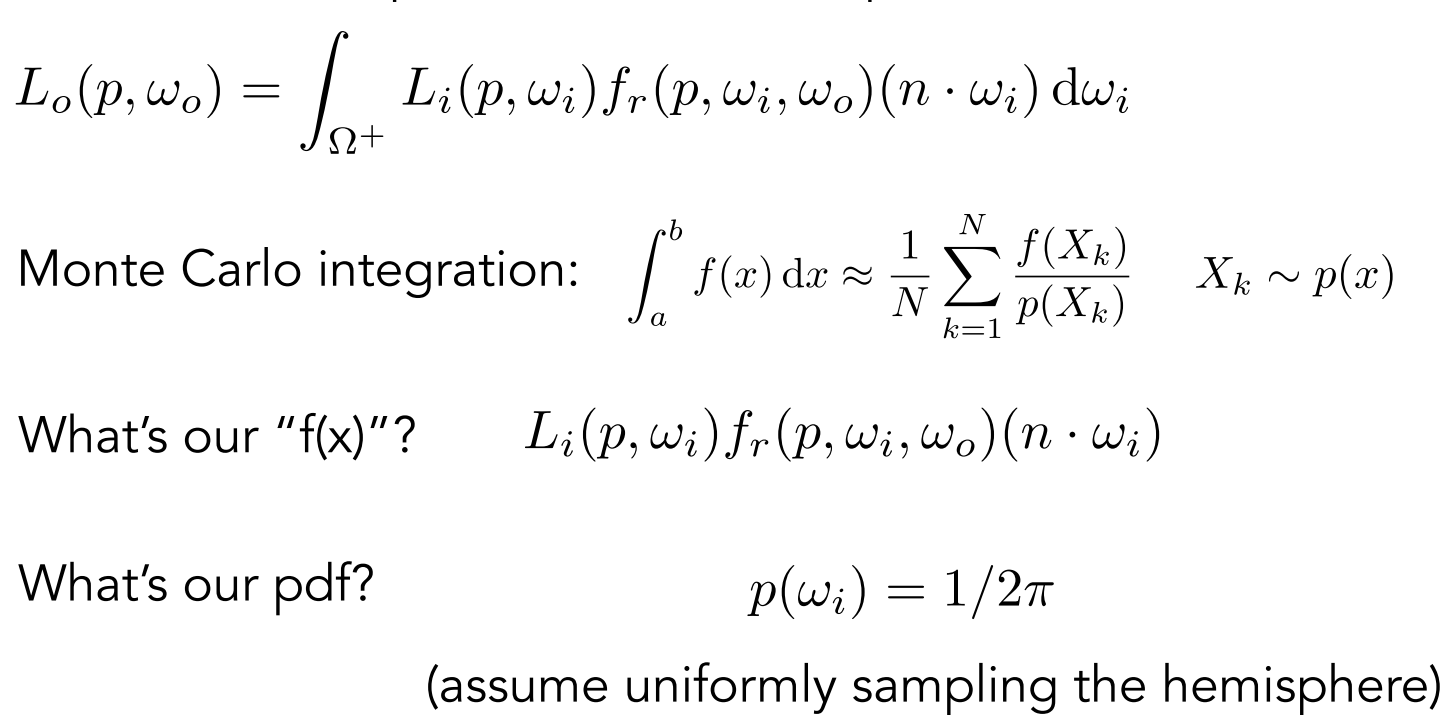 L_o(p, ω_o) = ∫_{Ω⁺} L_i(p, ω_i) f_r(p, ω_i, ω_o)(n · ω_i) dω_i
Monte Carlo integration: ∫_a^b f(x) dx ≈ 1/N ∑_{k=1}^N f(X_k)/p(X_k) X_k ∼ p(x)
What’s our “f(x)”? L_i(p, ω_i) f_r(p, ω_i, ω_o)(n · ω_i)
What’s our pdf? p(ω_i) = 1/2π
(assume uniformly sampling the hemisphere)